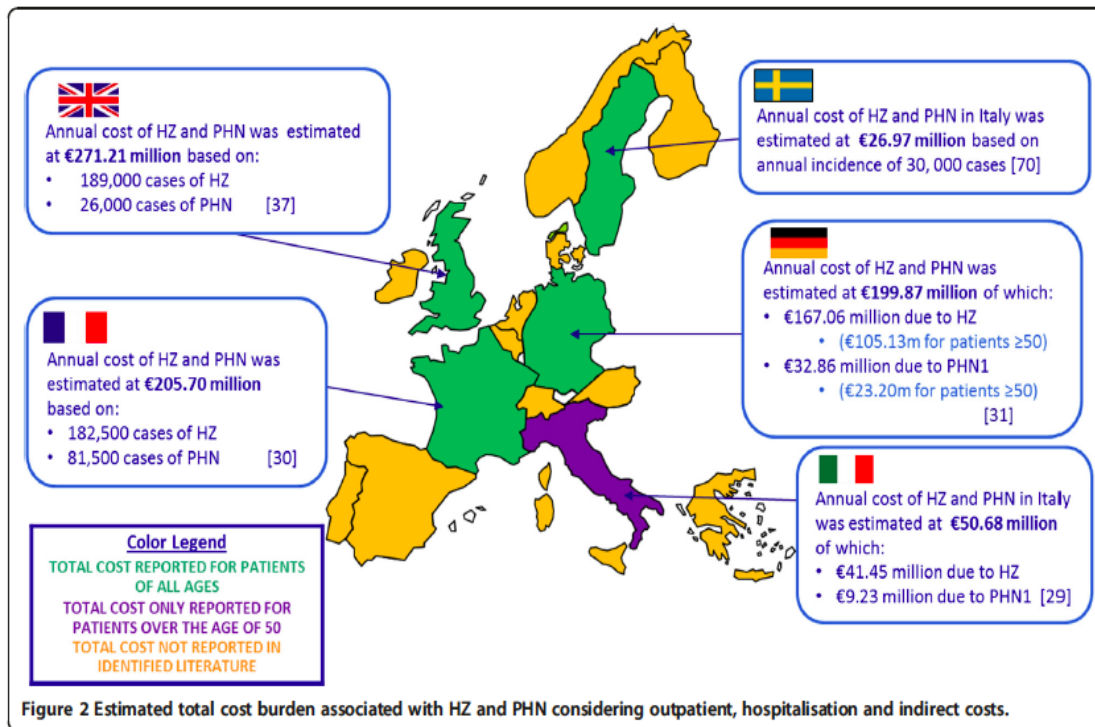 Annual cost of HZ and PHN was estimated
at €271.21 million based on:
• 189,000 cases of HZ
• 26,000 cases of PHN [37]
Annual cost of HZ and PHN in Italy was
estimated at €26.97 million based on
annual incidence of 30, 000 cases [70]
Annual cost of HZ and PHN was
estimated at €199.87 million of which:
• €167.06 million due to HZ
• (€105.13m for patients ≥50)
• €32.86 million due to PHN1
• (€23.20m for patients ≥50)
[31]
Annual cost of HZ and PHN was
estimated at €205.70 million
based on:
• 182,500 cases of HZ
• 81,500 cases of PHN [30]
Annual cost of HZ and PHN in Italy
was estimated at €50.68 million
of which:
• €41.45 million due to HZ
• €9.23 million due to PHN1 [29]
Color Legend
TOTAL COST REPORTED FOR PATIENTS
OF ALL AGES
TOTAL COST ONLY REPORTED FOR
PATIENTS OVER THE AGE OF 50
TOTAL COST NOT REPORTED IN
IDENTIFIED LITERATURE
Figure 2 Estimated total cost burden associated with HZ and PHN considering outpatient, hospitalisation and indirect costs.